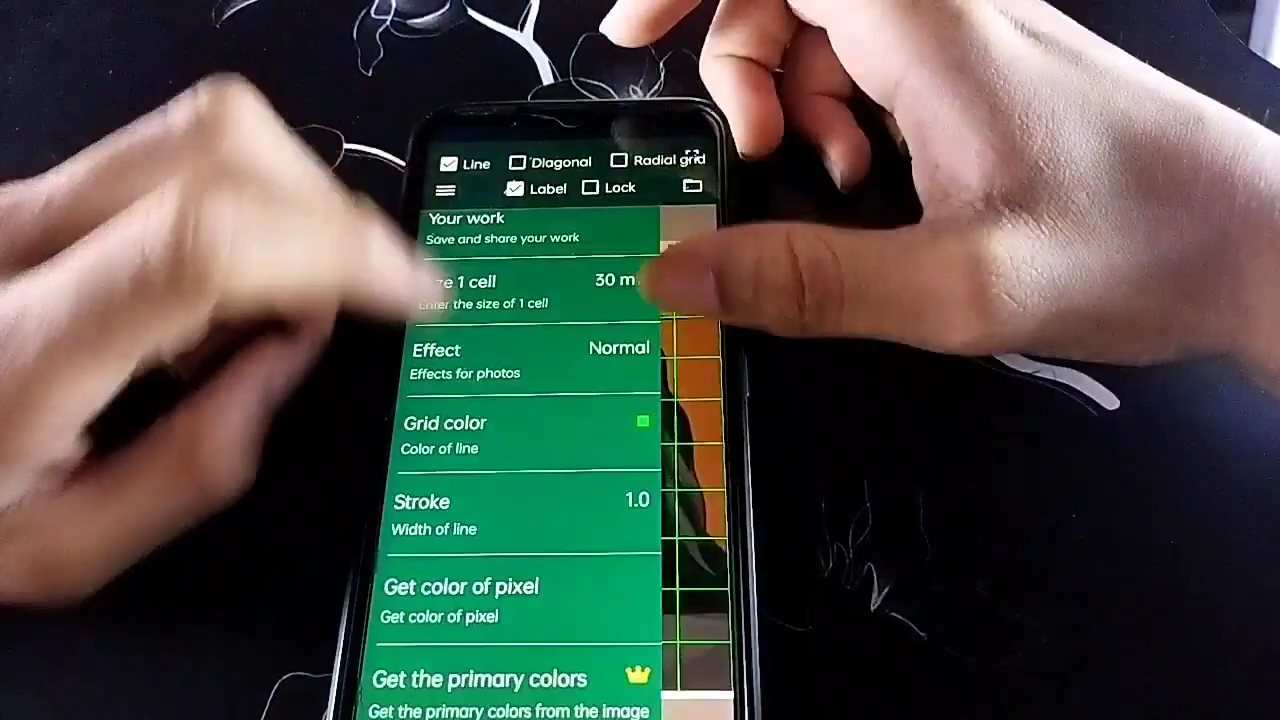 Line Diagonal Radial grid
Label Lock
Your work
Save and share your work
1 cell 30
the size of 1 cell
Effect Normal
Effects for photos
Grid color
Color of line
Stroke 1.0
Width of line
Get color of pixel
Get color of pixel
Get the primary colors
Get the primary colors from the image